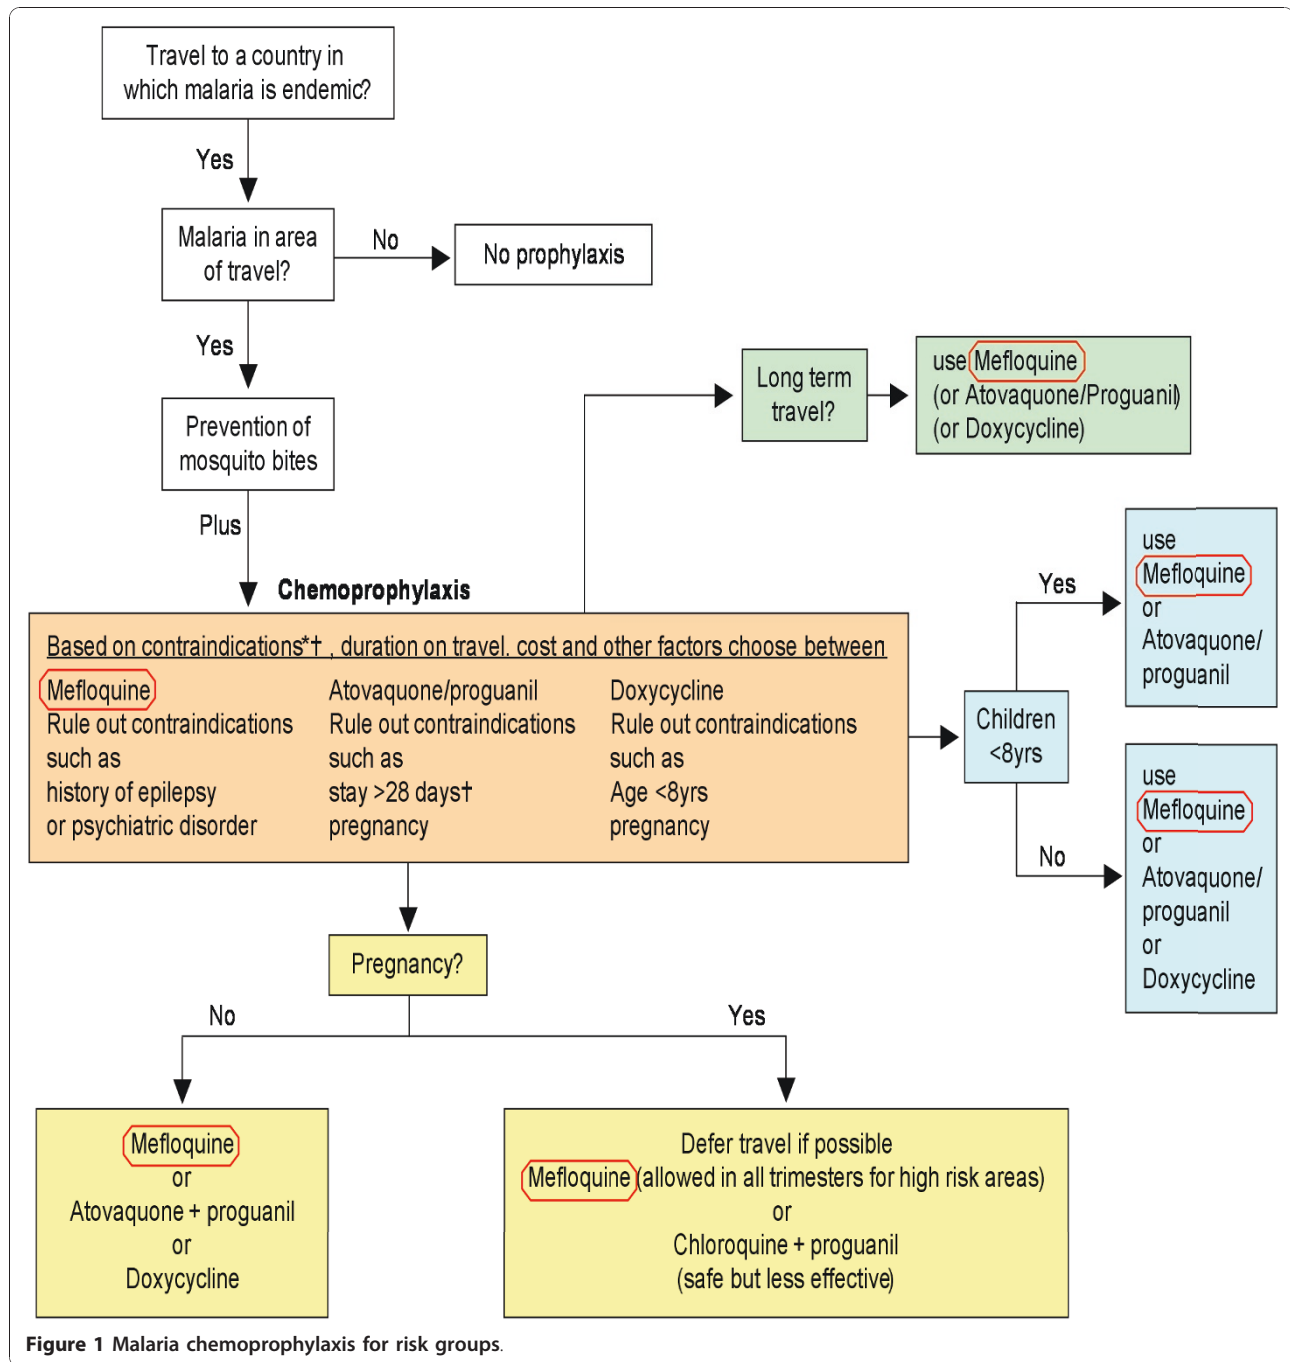 Travel to a country in
which malaria is endemic?
Yes
Malaria in area
of travel?
No
No prophylaxis
Yes
Prevention of
mosquito bites
Plus
Long term
travel?
use Mefloquine
(or Atovaquone/Proguanil)
(or Doxycycline)
Chemoprophylaxis
Based on contraindications*† , duration on travel. cost and other factors choose between
Mefloquine
Rule out contraindications
such as
history of epilepsy
or psychiatric disorder
Atovaquone/proguanil
Rule out contraindications
such as
stay >28 days†
pregnancy
Doxycycline
Rule out contraindications
such as
Age <8yrs
pregnancy
Children
<8yrs
Yes
use
Mefloquine
or
Atovaquone/
proguanil
No
use
Mefloquine
or
Atovaquone/
proguanil
or
Doxycycline
Pregnancy?
No
Yes
Mefloquine
or
Atovaquone + proguanil
or
Doxycycline
Defer travel if possible
Mefloquine (allowed in all trimesters for high risk areas)
or
Chloroquine + proguanil
(safe but less effective)
Figure 1 Malaria chemoprophylaxis for risk groups.